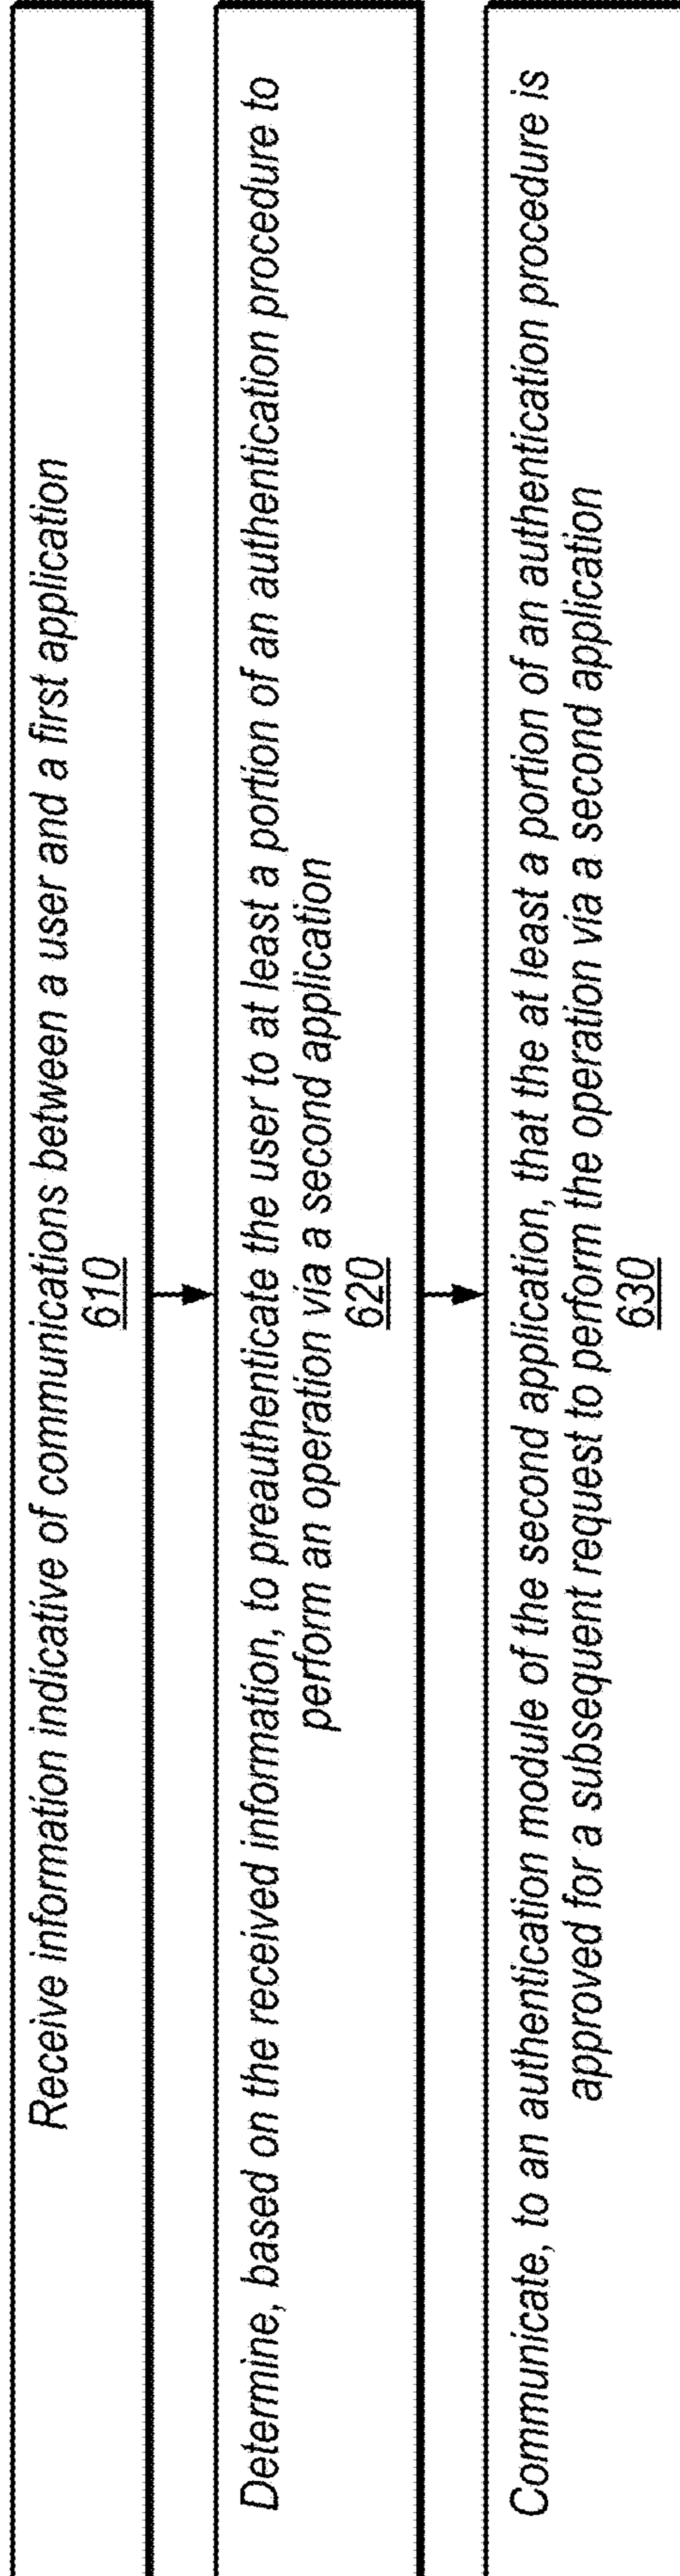 Receive information indicative of communications between a user and a first application
610
Determine, based on the received information, to preauthenticate the user to at least a portion of an authentication procedure to
perform an operation via a second application
620
Communicate, to an authentication module of the second application, that the at least a portion of an authentication procedure is
approved for a subsequent request to perform the operation via a second application
630